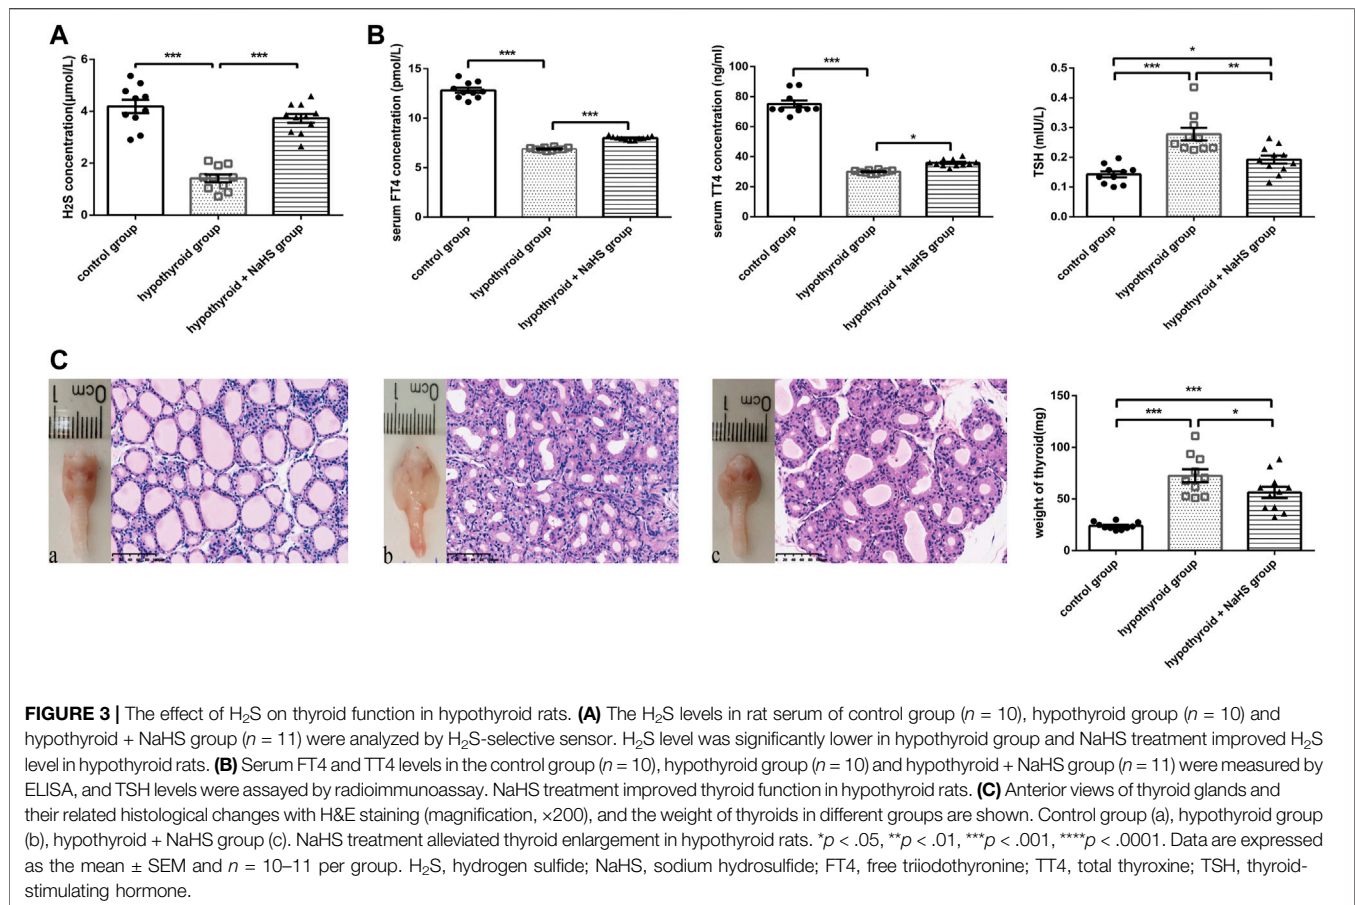 A
H2S concentration(μmol/L)
6
4
2
0
***
***
control group
hypothyroid group
hypothyroid + NaHS group
B
serum FT4 concentration (pmol/L)
15
10
5
0
***
***
control group
hypothyroid group
hypothyroid + NaHS group
serum TT4 concentration (ng/ml)
100
80
60
40
20
0
***
*
control group
hypothyroid group
hypothyroid + NaHS group
TSH (mIU/L)
0.5
0.4
0.3
0.2
0.1
0.0
*
***
**
control group
hypothyroid group
hypothyroid + NaHS group
C
1 0cm
a
1 0cm
b
1 0cm
c
weight of thyroid(mg)
150
100
50
0
***
***
*
control group
hypothyroid group
hypothyroid + NaHS group
FIGURE 3 | The effect of H₂S on thyroid function in hypothyroid rats. (A) The H₂S levels in rat serum of control group (n = 10), hypothyroid group (n = 10) and
hypothyroid + NaHS group (n = 11) were analyzed by H₂S-selective sensor. H₂S level was significantly lower in hypothyroid group and NaHS treatment improved H₂S
level in hypothyroid rats. (B) Serum FT4 and TT4 levels in the control group (n = 10), hypothyroid group (n = 10) and hypothyroid + NaHS group (n = 11) were measured by
ELISA, and TSH levels were assayed by radioimmunoassay. NaHS treatment improved thyroid function in hypothyroid rats. (C) Anterior views of thyroid glands and
their related histological changes with H&E staining (magnification, ×200), and the weight of thyroids in different groups are shown. Control group (a), hypothyroid group
(b), hypothyroid + NaHS group (c). NaHS treatment alleviated thyroid enlargement in hypothyroid rats. *p < .05, **p < .01, ***p < .001, ****p < .0001. Data are expressed
as the mean ± SEM and n = 10–11 per group. H₂S, hydrogen sulfide; NaHS, sodium hydrosulfide; FT4, free triiodothyronine; TT4, total thyroxine; TSH, thyroid-
stimulating hormone.